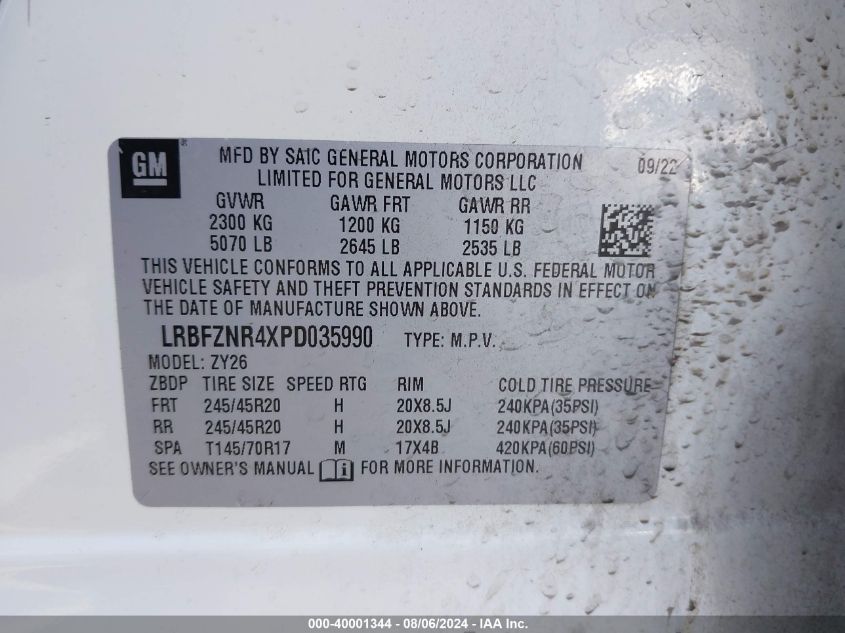 GM
MFD BY SAIC GENERAL MOTORS CORPORATION 09/22
LIMITED FOR GENERAL MOTORS LLC
GVWR GAWR FRT GAWR RR
2300 KG 1200 KG 1150 KG
5070 LB 2645 LB 2535 LB
THIS VEHICLE CONFORMS TO ALL APPLICABLE U.S. FEDERAL MOTOR
VEHICLE SAFETY AND THEFT PREVENTION STANDARDS IN EFFECT ON
THE DATE OF MANUFACTURE SHOWN ABOVE.
LRBFZNR4XPD035990 TYPE: M.P.V.
MODEL: ZY26
ZBDP TIRE SIZE SPEED RTG RIM COLD TIRE PRESSURE
FRT 245/45R20 H 20X8.5J 240KPA(35PSI)
RR 245/45R20 H 20X8.5J 240KPA(35PSI)
SPA T145/70R17 M 17X4B 420KPA(60PSI)
SEE OWNER'S MANUAL i FOR MORE INFORMATION.
000-40001344 - 08/06/2024 - IAA Inc.